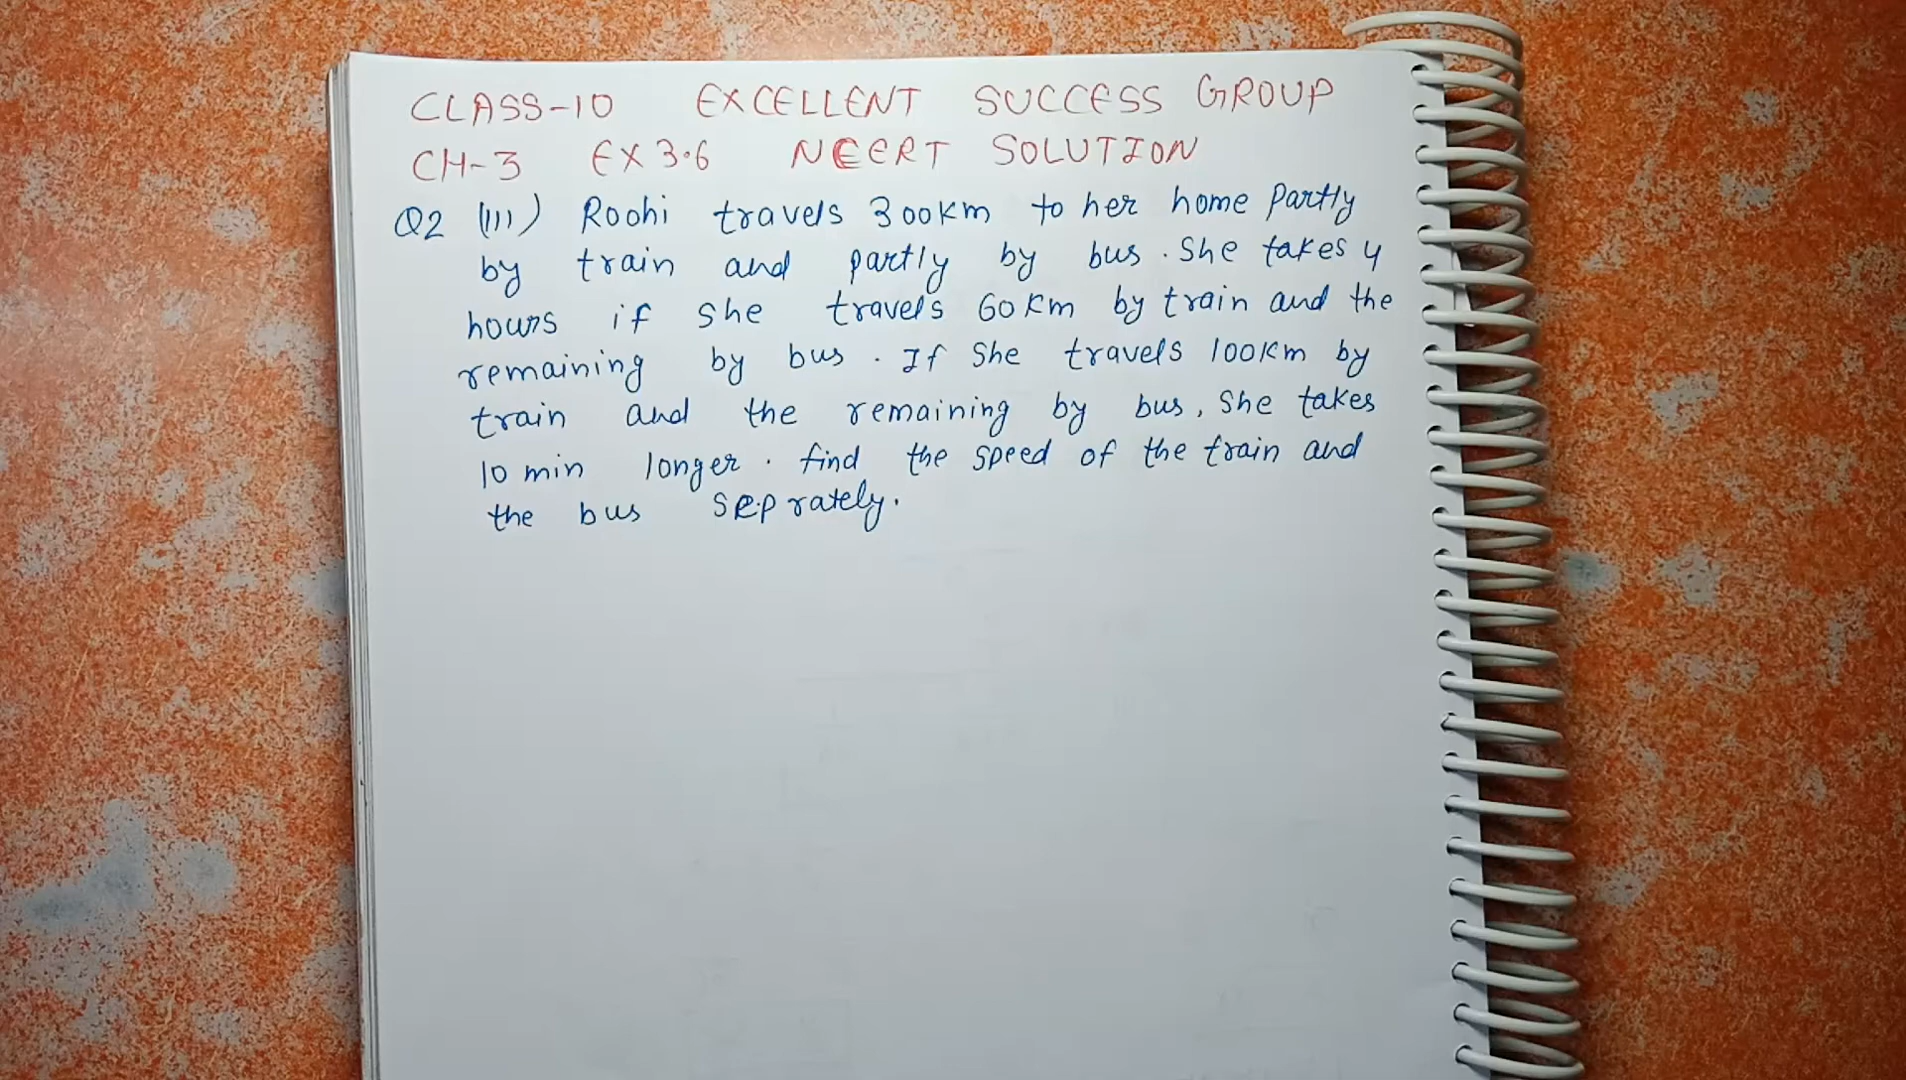 CLASS-10 EXCELLENT SUCCESS GROUP
CH-3 EX 3.6 NCERT SOLUTION
Q2 (III) Roohi travels 300km to her home Partly
by train and partly by bus. She takes 4
hours if she travels 60 km by train and the
remaining by bus. If She travels 100km by
train and the remaining by bus, She takes
10 min longer. find the speed of the train and
the bus seprately.